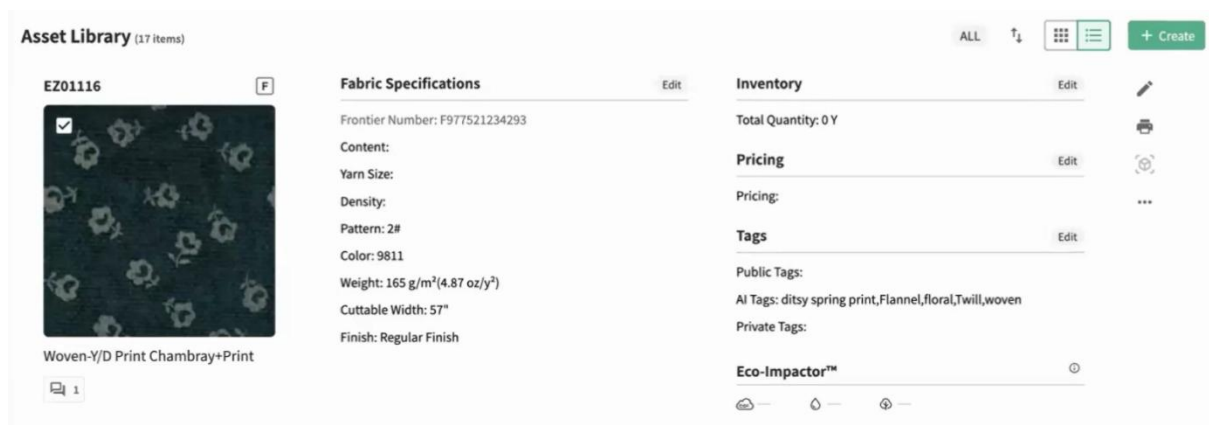 Asset Library (17 items)
ALL
+ Create
EZ01116
F
Woven-Y/D Print Chambray+Print
1
Fabric Specifications
Edit
Frontier Number: F977521234293
Content:
Yarn Size:
Density:
Pattern: 2#
Color: 9811
Weight: 165 g/m²(4.87 oz/y²)
Cuttable Width: 57"
Finish: Regular Finish
Inventory
Edit
Total Quantity: 0 Y
Pricing
Edit
Pricing:
Tags
Edit
Public Tags:
AI Tags: ditsy spring print,Flannel,floral,Twill,woven
Private Tags:
Eco-Impactor™